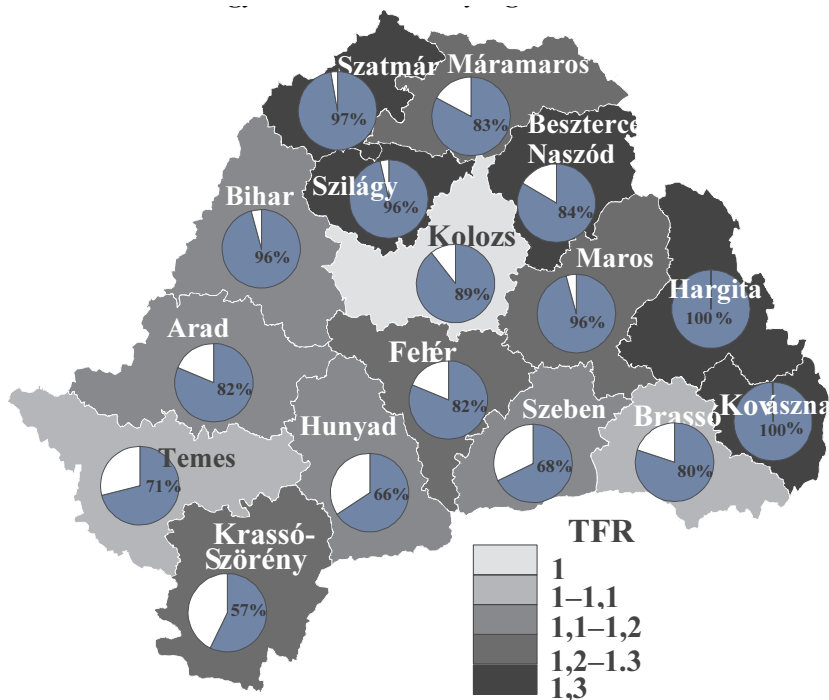 Szatmár
97%
Máramaros
83%
Beszterce
Naszód
84%
Szilágy
96%
Bihar
96%
Kolozs
89%
Maros
96%
Hargita
100 %
Arad
82%
Fehér
82%
Hunyad
66%
Szeben
68%
Brassó
80%
Kovászna
100%
Temes
71%
Krassó-
Szörény
57%
TFR
1
1–1,1
1,1–1,2
1,2–1.3
1,3